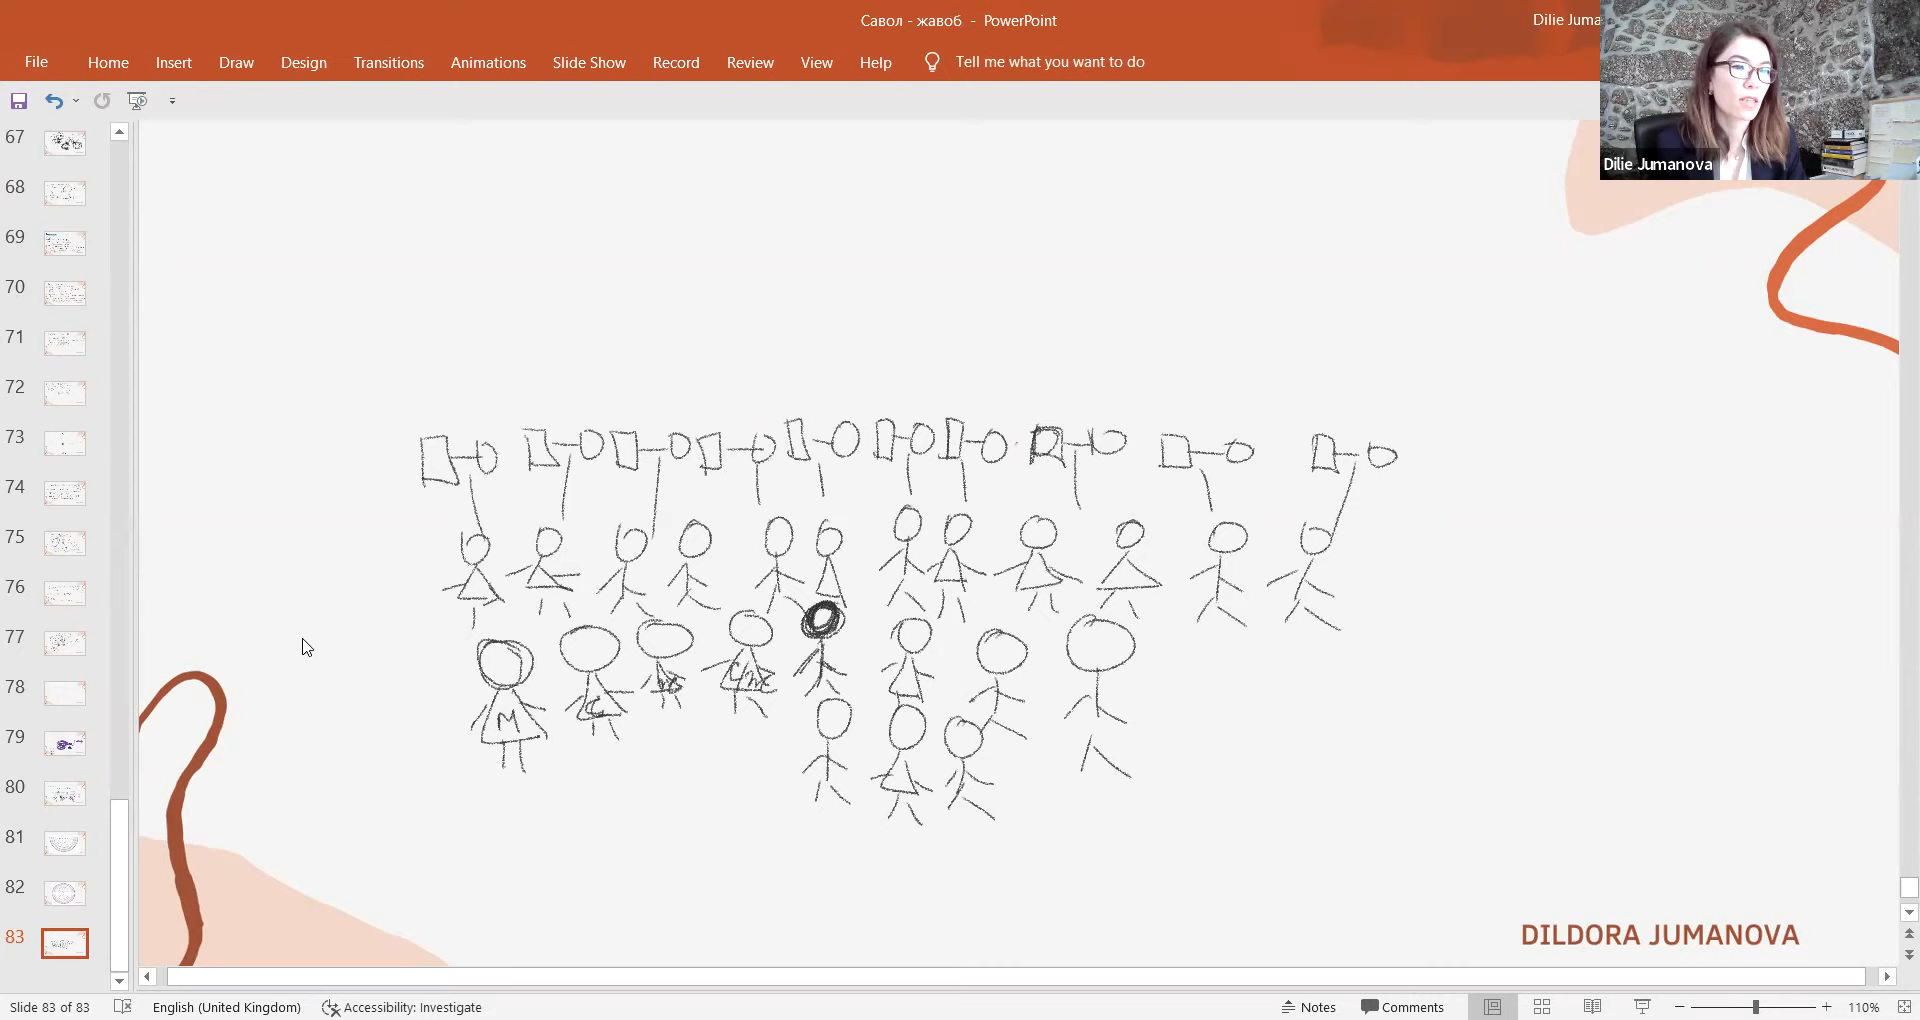 Савол - жавоб - PowerPoint
Dilie Juma
File Home Insert Draw Design Transitions Animations Slide Show Record Review View Help Tell me what you want to do
Dilie Jumanova
67
68
69
70
71
72
73
74
75
76
77
78
79
80
81
82
83
M
C
DILDORA JUMANOVA
Slide 83 of 83 English (United Kingdom) Accessibility: Investigate Notes Comments 110%